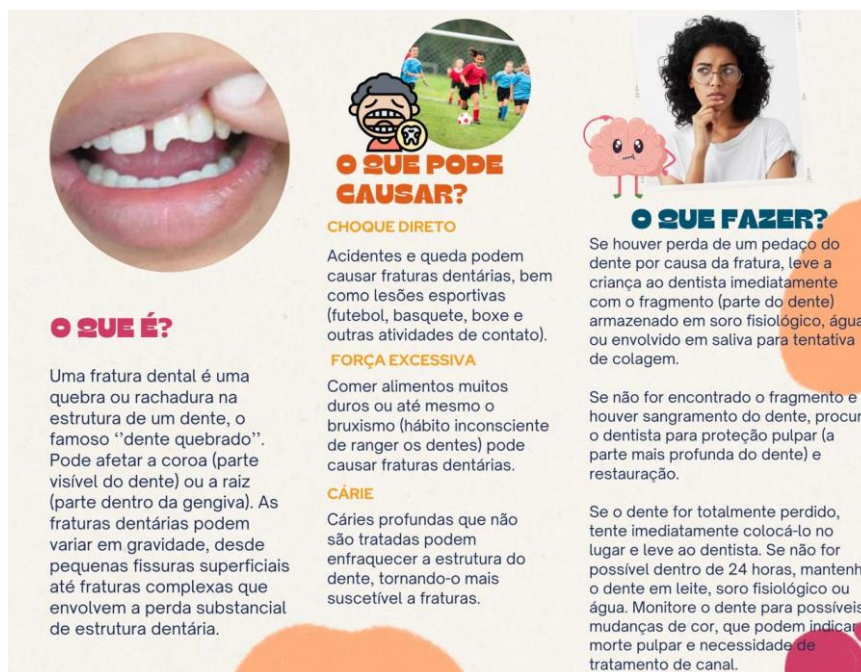 O QUE É?
Uma fratura dental é uma
quebra ou rachadura na
estrutura de um dente, o
famoso ‘‘dente quebrado’’.
Pode afetar a coroa (parte
visível do dente) ou a raiz
(parte dentro da gengiva). As
fraturas dentárias podem
variar em gravidade, desde
pequenas fissuras superficiais
até fraturas complexas que
envolvem a perda substancial
de estrutura dentária.
O QUE PODE
CAUSAR?
CHOQUE DIRETO
Acidentes e queda podem
causar fraturas dentárias, bem
como lesões esportivas
(futebol, basquete, boxe e
outras atividades de contato).
FORÇA EXCESSIVA
Comer alimentos muitos
duros ou até mesmo o
bruxismo (hábito inconsciente
de ranger os dentes) pode
causar fraturas dentárias.
CÁRIE
Cáries profundas que não
são tratadas podem
enfraquecer a estrutura do
dente, tornando-o mais
suscetível a fraturas.
O QUE FAZER?
Se houver perda de um pedaço do
dente por causa da fratura, leve a
criança ao dentista imediatamente
com o fragmento (parte do dente)
armazenado em soro fisiológico, água
ou envolvido em saliva para tentativa
de colagem.
Se não for encontrado o fragmento e
houver sangramento do dente, procur
o dentista para proteção pulpar (a
parte mais profunda do dente) e
restauração.
Se o dente for totalmente perdido,
tente imediatamente colocá-lo no
lugar e leve ao dentista. Se não for
possível dentro de 24 horas, mantenh
o dente em leite, soro fisiológico ou
água. Monitore o dente para possíveis
mudanças de cor, que podem indicar
morte pulpar e necessidade de
tratamento de canal.